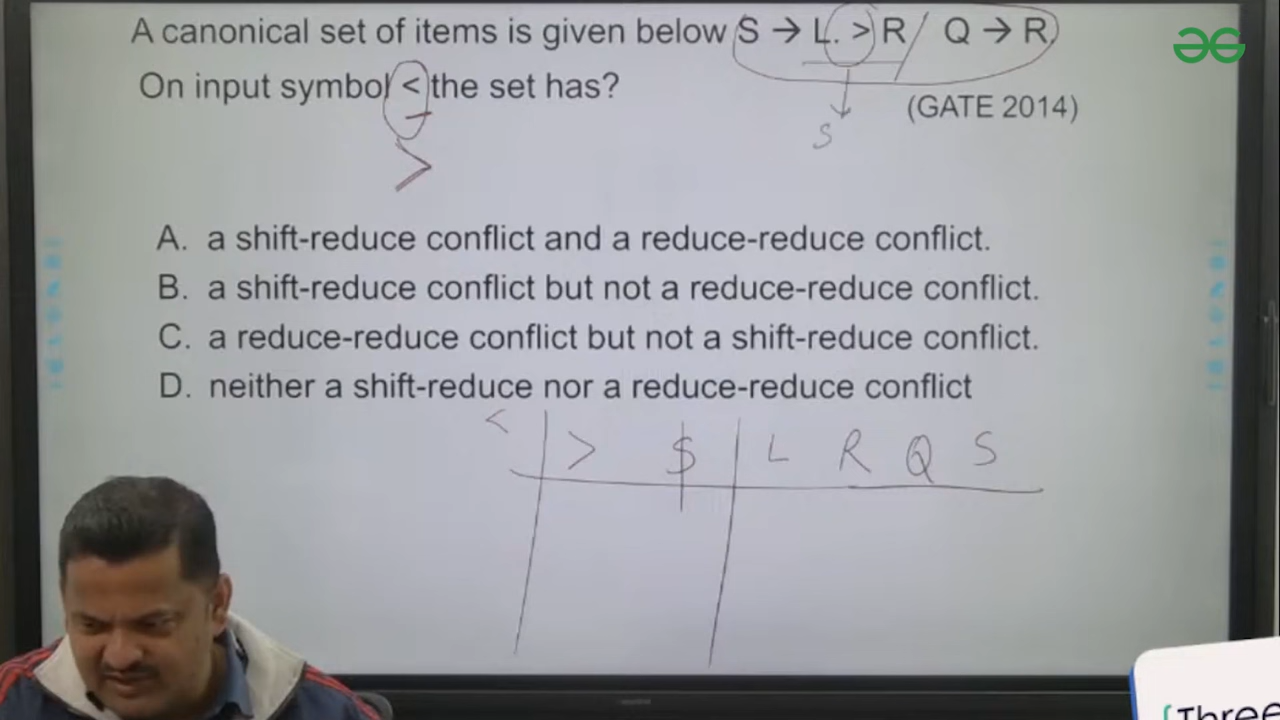 A canonical set of items is given below S → L. > R / Q → R.
On input symbol < the set has?
(GATE 2014)
S
>
A. a shift-reduce conflict and a reduce-reduce conflict.
B. a shift-reduce conflict but not a reduce-reduce conflict.
C. a reduce-reduce conflict but not a shift-reduce conflict.
D. neither a shift-reduce nor a reduce-reduce conflict
< > $ L R Q S
{Three